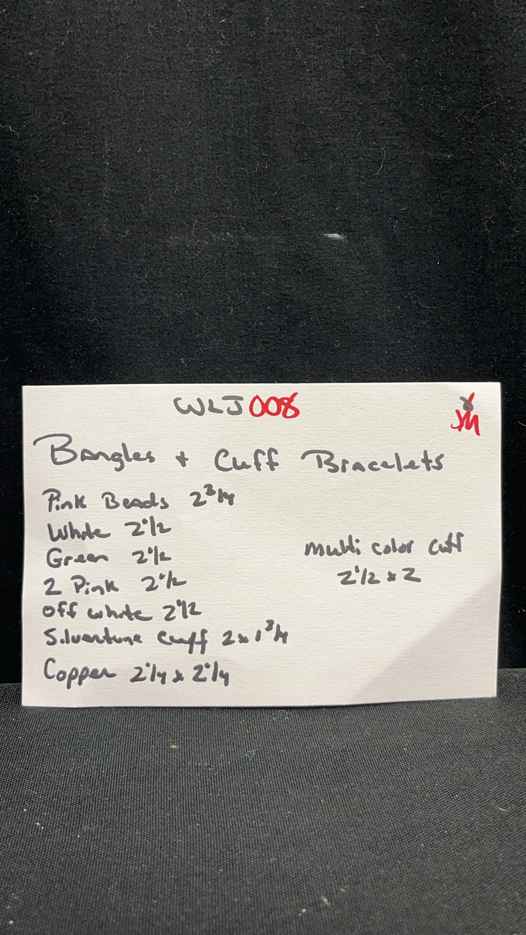 WLJ008
JM
Bangles + Cuff Bracelets
Pink Beads 2 3/4
White 2 1/2
Green 2 1/2
2 Pink 2 1/2
off white 2 1/2
Silvertone Cuff 2 x 1 3/4
Copper 2 1/4 x 2 1/4
multi color cuff
2 1/2 x 2